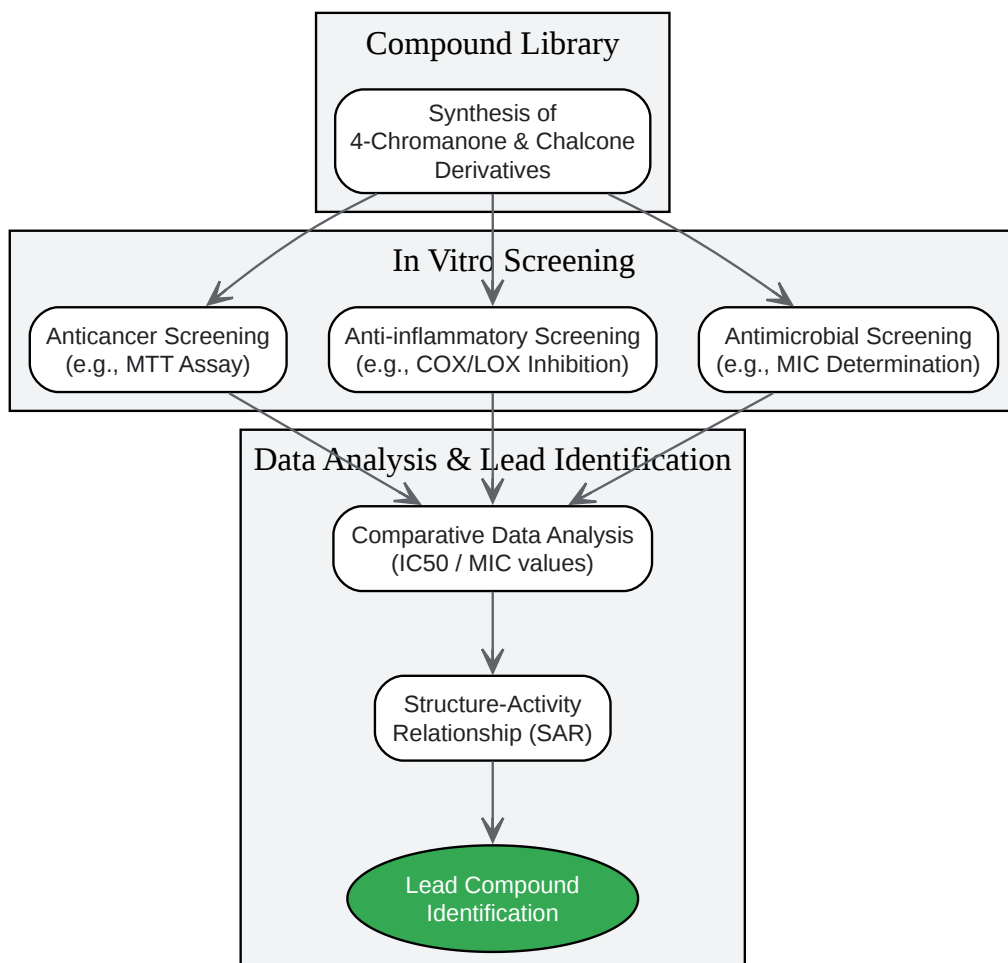 Compound Library
Synthesis of
4-Chromanone & Chalcone
Derivatives
In Vitro Screening
Anticancer Screening
(e.g., MTT Assay)
Anti-inflammatory Screening
(e.g., COX/LOX Inhibition)
Antimicrobial Screening
(e.g., MIC Determination)
Data Analysis & Lead Identification
Comparative Data Analysis
(IC50 / MIC values)
Structure-Activity
Relationship (SAR)
Lead Compound
Identification